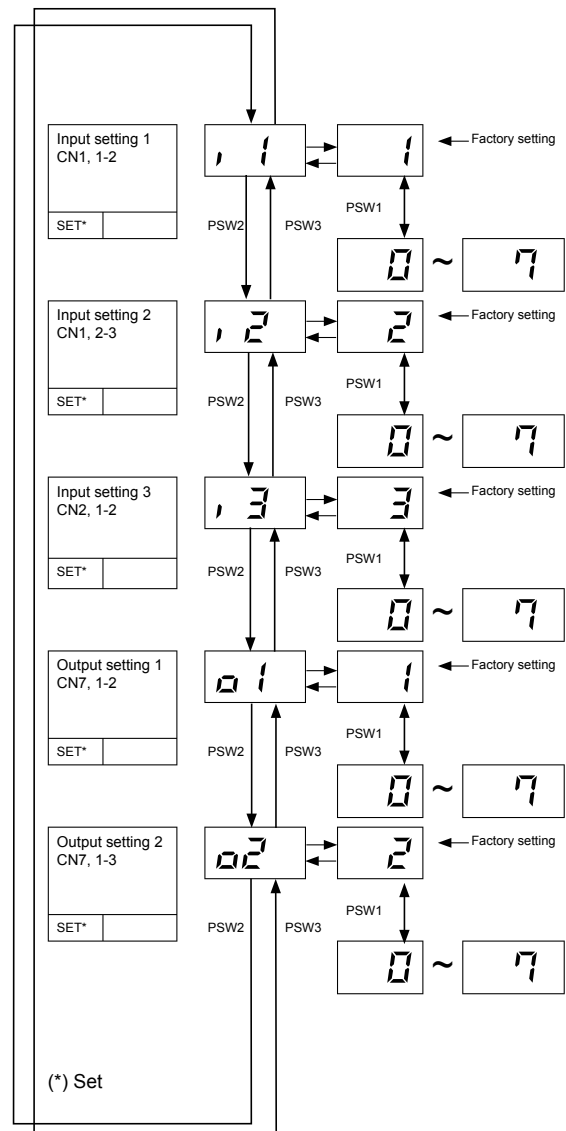 Input setting 1
CN1, 1-2
SET*
ı 1
1
Factory setting
PSW2
PSW3
PSW1
0 ~ 7
Input setting 2
CN1, 2-3
SET*
ı 2
2
Factory setting
PSW2
PSW3
PSW1
0 ~ 7
Input setting 3
CN2, 1-2
SET*
ı 3
3
Factory setting
PSW2
PSW3
PSW1
0 ~ 7
Output setting 1
CN7, 1-2
SET*
o1
1
Factory setting
PSW2
PSW3
PSW1
0 ~ 7
Output setting 2
CN7, 1-3
SET*
o2
2
Factory setting
PSW2
PSW3
PSW1
0 ~ 7
(*) Set